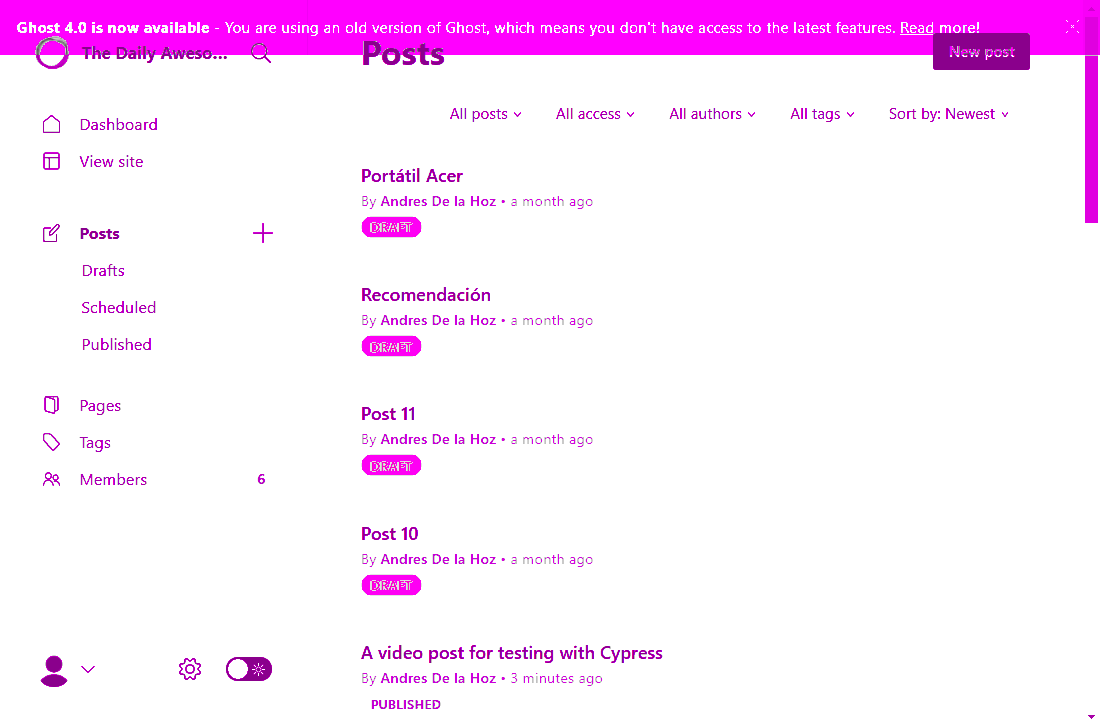 Ghost 4.0 is now available - You are using an old version of Ghost, which means you don't have access to the latest features. Read more!
The Daily Aweso...
Posts
New post
Dashboard
View site
Posts
Drafts
Scheduled
Published
Pages
Tags
Members 6
All posts
All access
All authors
All tags
Sort by: Newest
Portátil Acer
By Andres De la Hoz • a month ago
DRAFT
Recomendación
By Andres De la Hoz • a month ago
DRAFT
Post 11
By Andres De la Hoz • a month ago
DRAFT
Post 10
By Andres De la Hoz • a month ago
DRAFT
A video post for testing with Cypress
By Andres De la Hoz • 3 minutes ago
PUBLISHED